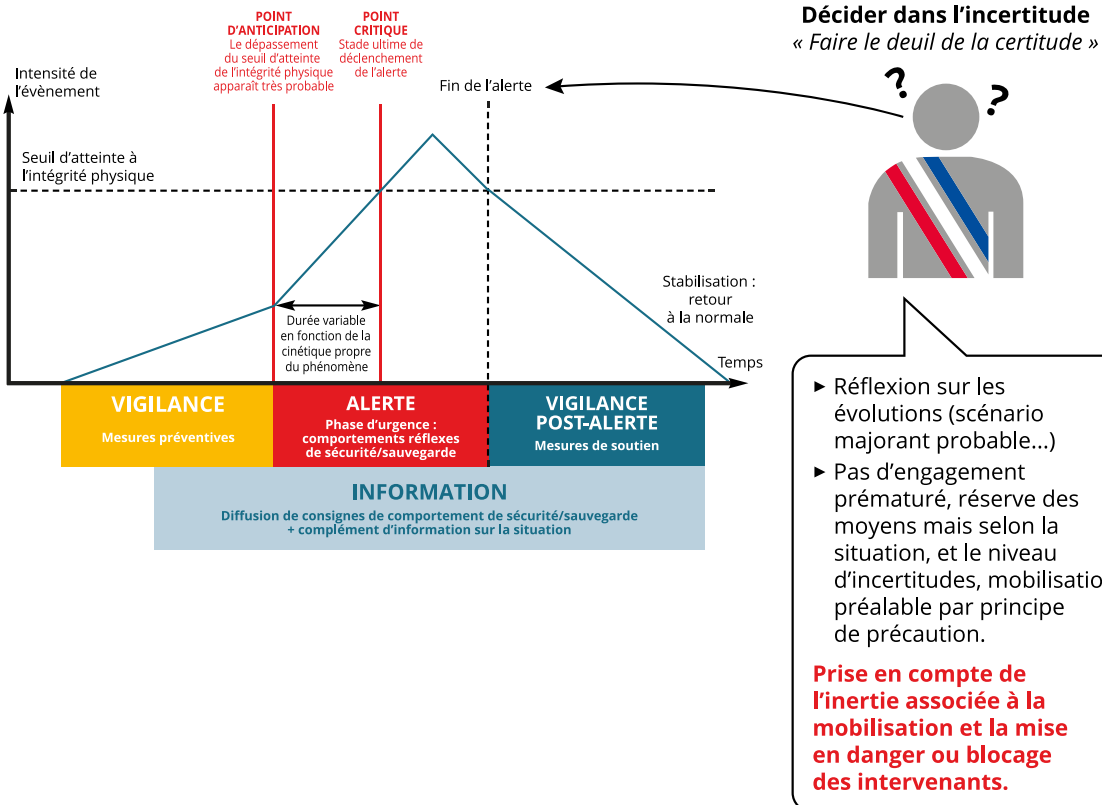 POINT
D'ANTICIPATION
Le dépassement
du seuil d'atteinte
de l'intégrité physique
apparaît très probable
POINT
CRITIQUE
Stade ultime de
déclenchement
de l'alerte
Intensité de
l'évènement
Fin de l'alerte
Seuil d'atteinte à
l'intégrité physique
Durée variable
en fonction de la
cinétique propre
du phénomène
Stabilisation :
retour
à la normale
Temps
VIGILANCE
Mesures préventives
ALERTE
Phase d'urgence :
comportements réflexes
de sécurité/sauvegarde
VIGILANCE
POST-ALERTE
Mesures de soutien
INFORMATION
Diffusion de consignes de comportement de sécurité/sauvegarde
+ complément d'information sur la situation
Décider dans l'incertitude
« Faire le deuil de la certitude »
? ?
► Réflexion sur les
évolutions (scénario
majorant probable...)
► Pas d'engagement
prématuré, réserve des
moyens mais selon la
situation, et le niveau
d'incertitudes, mobilisatio
préalable par principe
de précaution.
Prise en compte de
l'inertie associée à la
mobilisation et la mise
en danger ou blocage
des intervenants.